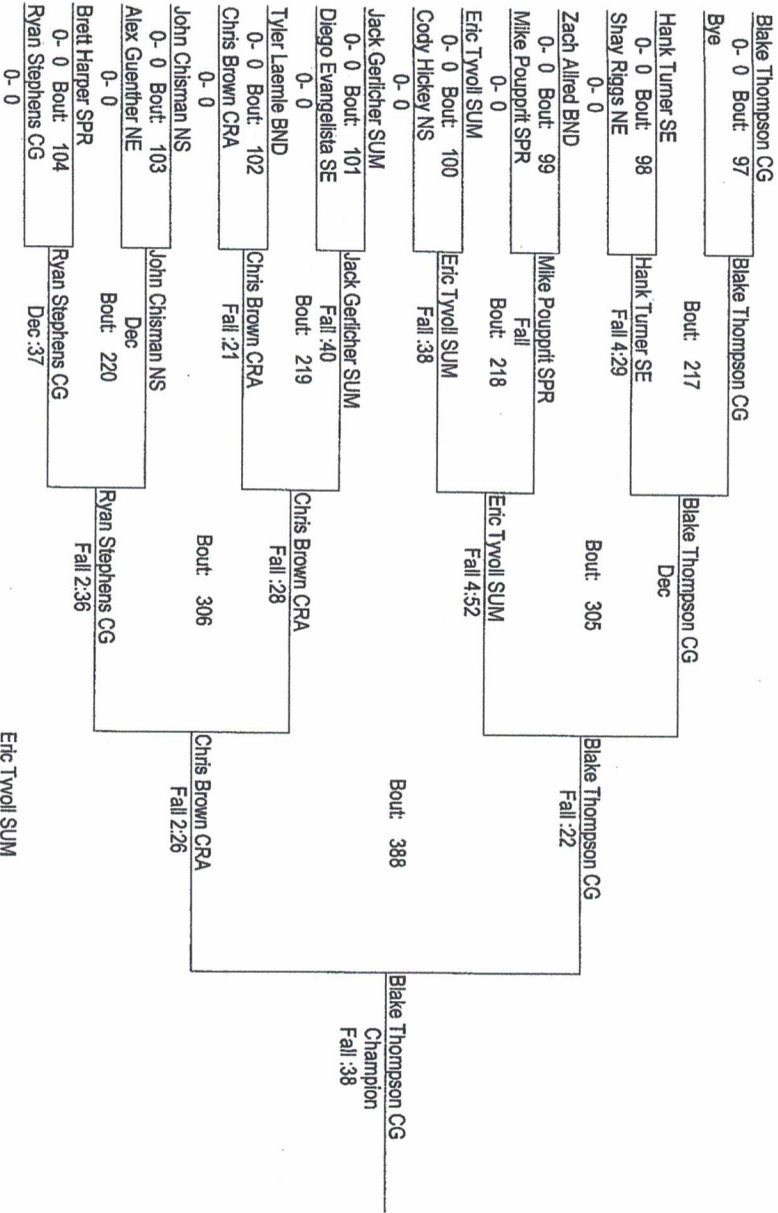 Blake Thompson CG
0- 0 Bout: 97
Bye
Hank Turner SE
0- 0 Bout: 98
Shay Riggs NE
0- 0
Zach Allred BND
0- 0 Bout: 99
Mike Poupprit SPR
0- 0
Eric Tyvoll SUM
0- 0 Bout: 100
Cody Hickey NS
0- 0
Jack Gerlicher SUM
0- 0 Bout: 101
Diego Evangelista SE
0- 0
Tyler Laemle BND
0- 0 Bout: 102
Chris Brown CRA
0- 0
John Chisman NS
0- 0 Bout: 103
Alex Guenther NE
0- 0
Brett Harper SPR
0- 0 Bout: 104
Ryan Stephens CG
0- 0
Blake Thompson CG
Bout: 217
Hank Turner SE
Fall 4:29
Mike Poupprit SPR
Fall
Bout: 218
Eric Tyvoll SUM
Fall :38
Jack Gerlicher SUM
Fall :40
Bout: 219
Chris Brown CRA
Fall :21
John Chisman NS
Dec
Bout: 220
Ryan Stephens CG
Dec :37
Blake Thompson CG
Dec
Bout: 305
Eric Tyvoll SUM
Fall 4:52
Chris Brown CRA
Fall :28
Bout: 306
Ryan Stephens CG
Fall 2:36
Blake Thompson CG
Fall :22
Bout: 388
Chris Brown CRA
Fall 2:26
Blake Thompson CG
Champion
Fall :38
Eric Tyvoll SUM